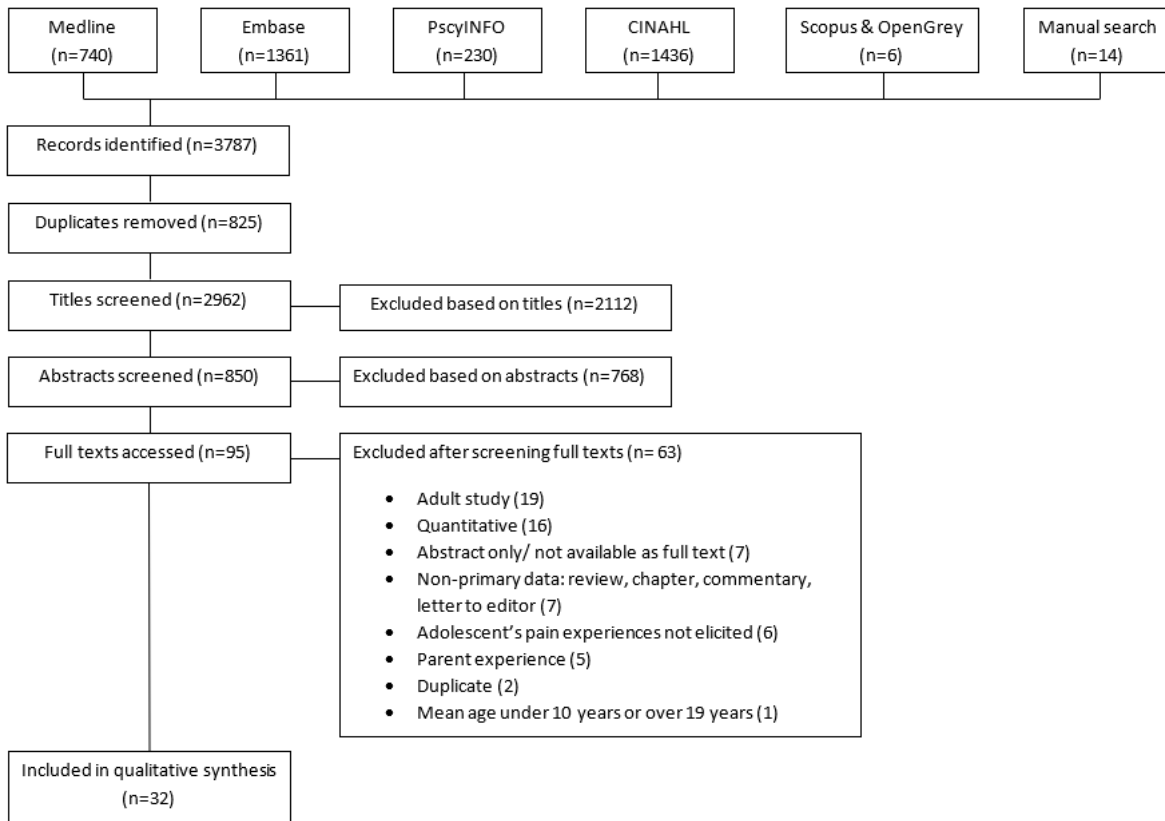 Medline
(n=740)
Embase
(n=1361)
PscyINFO
(n=230)
CINAHL
(n=1436)
Scopus & OpenGrey
(n=6)
Manual search
(n=14)
Records identified (n=3787)
Duplicates removed (n=825)
Titles screened (n=2962)
Excluded based on titles (n=2112)
Abstracts screened (n=850)
Excluded based on abstracts (n=768)
Full texts accessed (n=95)
Excluded after screening full texts (n= 63)
• Adult study (19)
• Quantitative (16)
• Abstract only/ not available as full text (7)
• Non-primary data: review, chapter, commentary,
letter to editor (7)
• Adolescent's pain experiences not elicited (6)
• Parent experience (5)
• Duplicate (2)
• Mean age under 10 years or over 19 years (1)
Included in qualitative synthesis
(n=32)